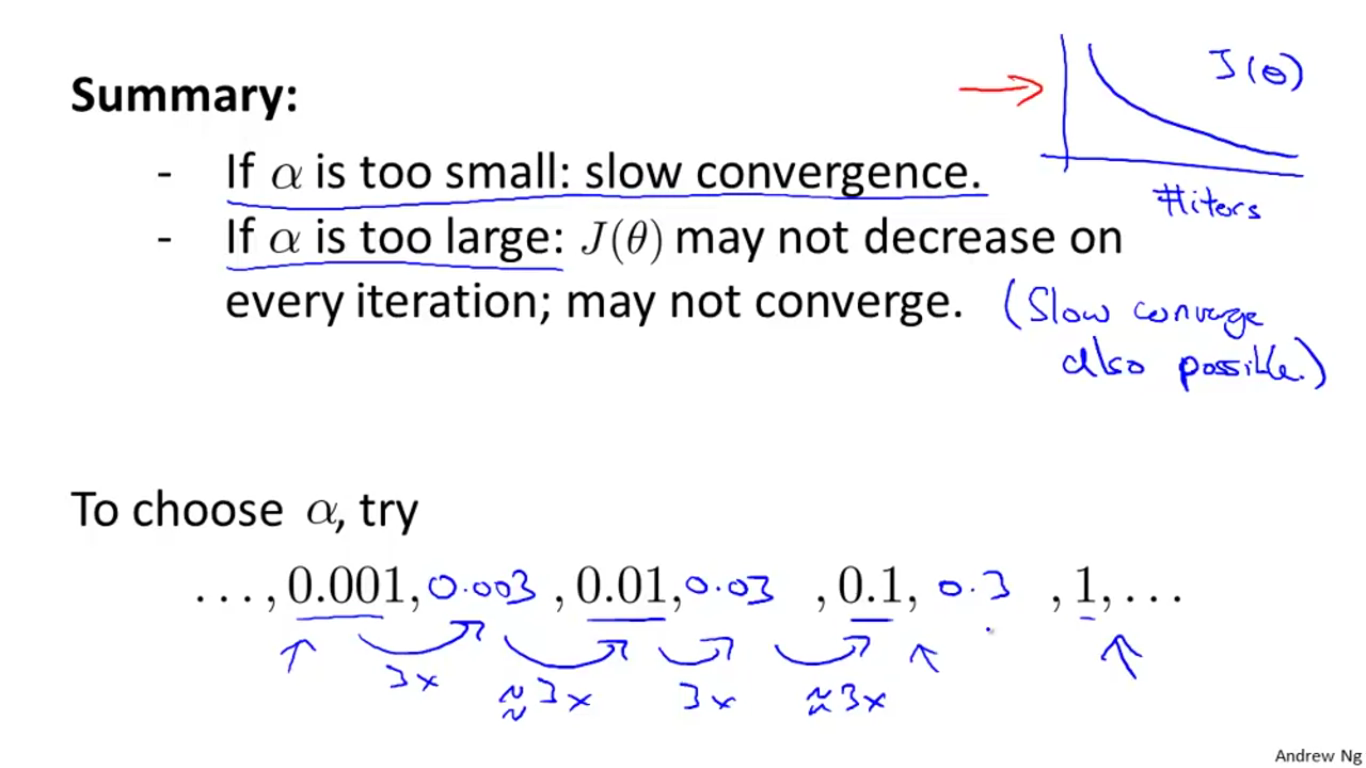 Summary:
J(θ)
#iters
- If α is too small: slow convergence.
- If α is too large: J(θ) may not decrease on
every iteration; may not converge. (Slow converge
also possible.)
To choose α, try
..., 0.001, 0.003, 0.01, 0.03, 0.1, 0.3, 1, ...
3x ≈3x 3x ≈3x
Andrew Ng